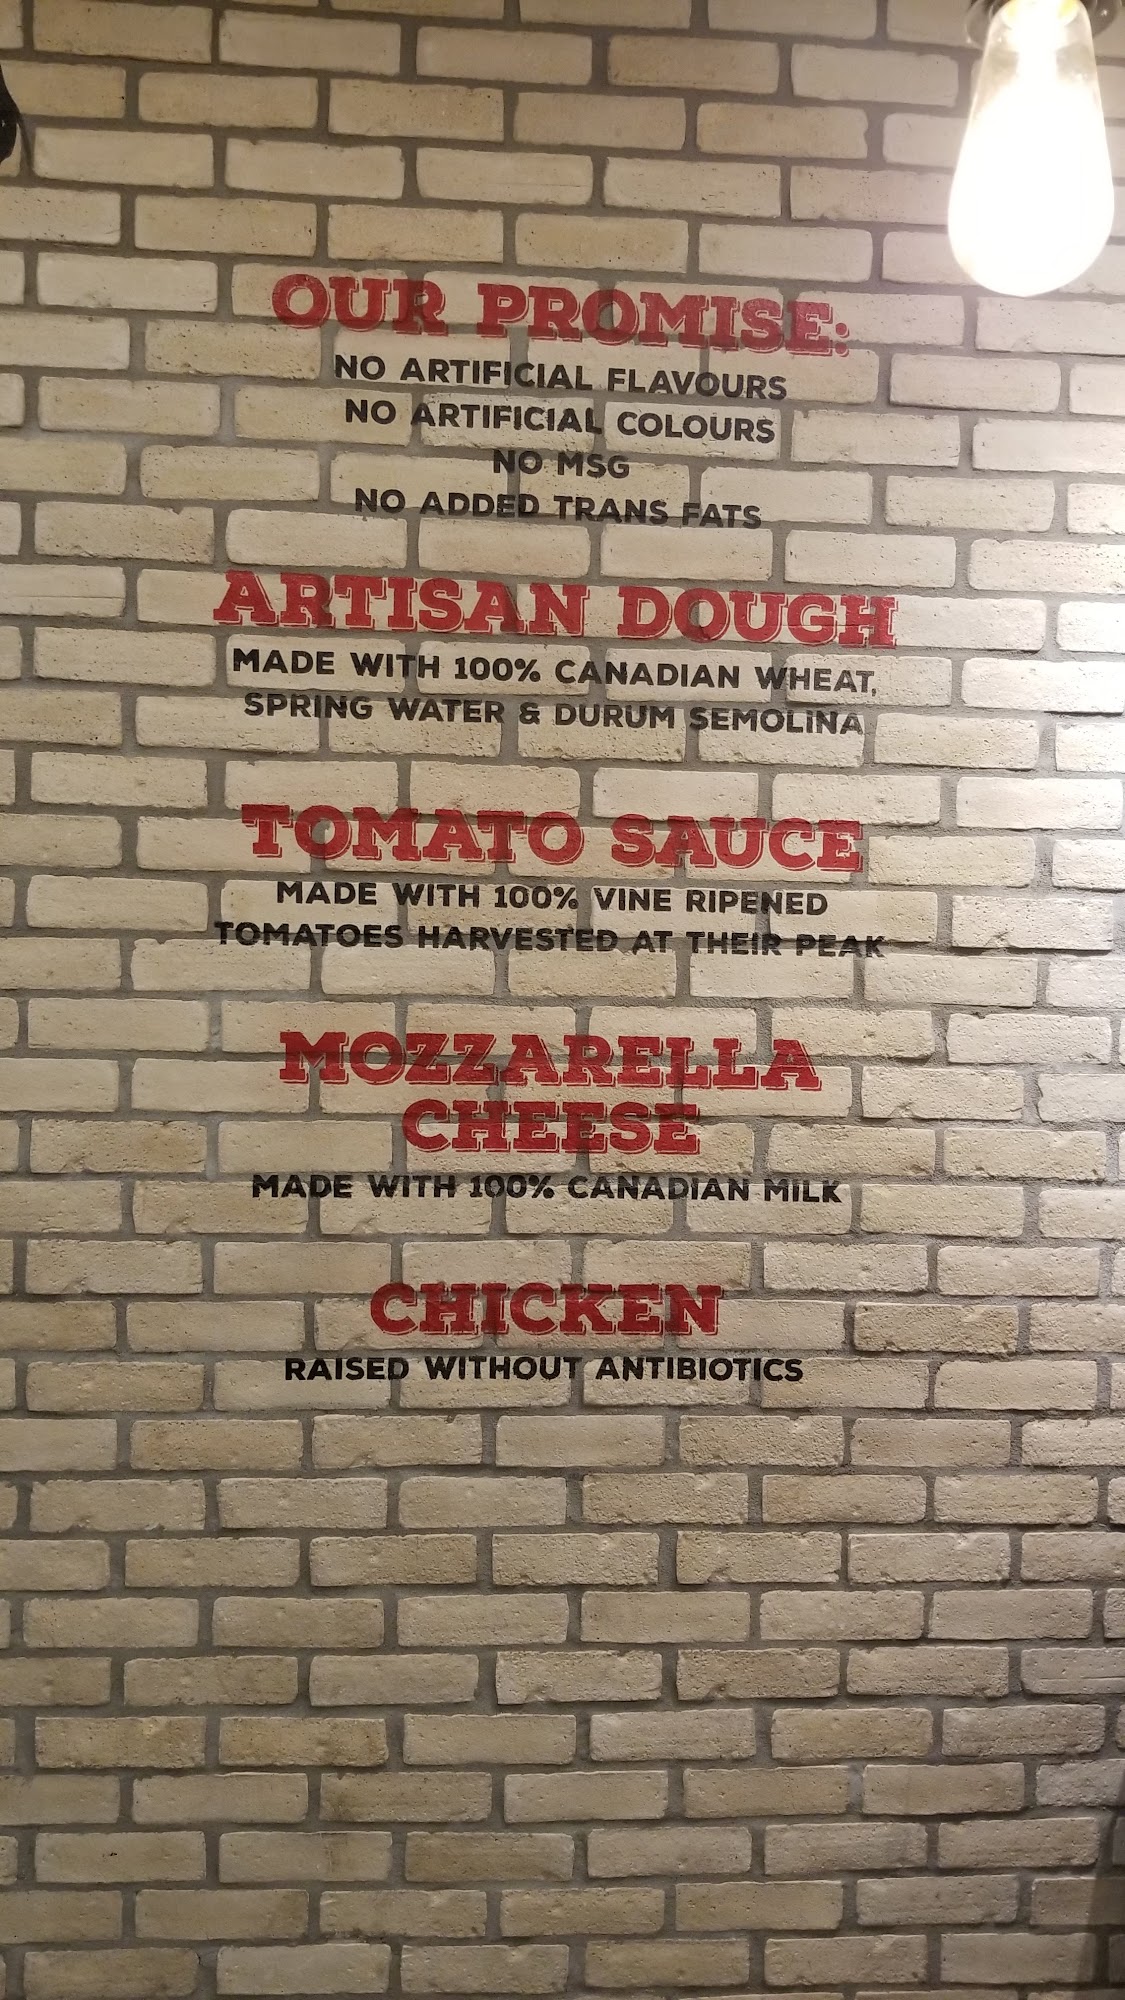 OUR PROMISE:
NO ARTIFICIAL FLAVOURS
NO ARTIFICIAL COLOURS
NO MSG
NO ADDED TRANS FATS
ARTISAN DOUGH
MADE WITH 100% CANADIAN WHEAT,
SPRING WATER & DURUM SEMOLINA
TOMATO SAUCE
MADE WITH 100% VINE RIPENED
TOMATOES HARVESTED AT THEIR PEAK
MOZZARELLA
CHEESE
MADE WITH 100% CANADIAN MILK
CHICKEN
RAISED WITHOUT ANTIBIOTICS